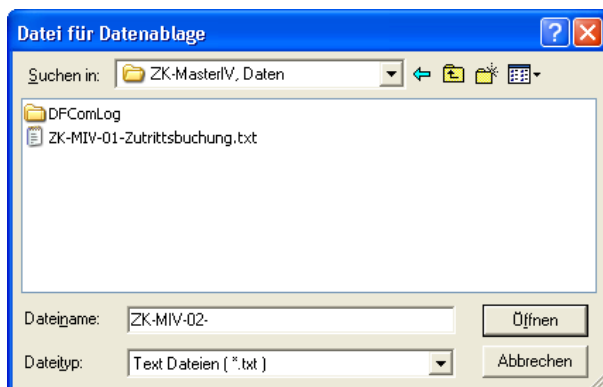 Datei für Datenablage
Suchen in: ZK-MasterIV, Daten
DFComLog
ZK-MIV-01-Zutrittsbuchung.txt
Dateiname: ZK-MIV-02- Öffnen
Dateityp: Text Dateien ( *.txt ) Abbrechen